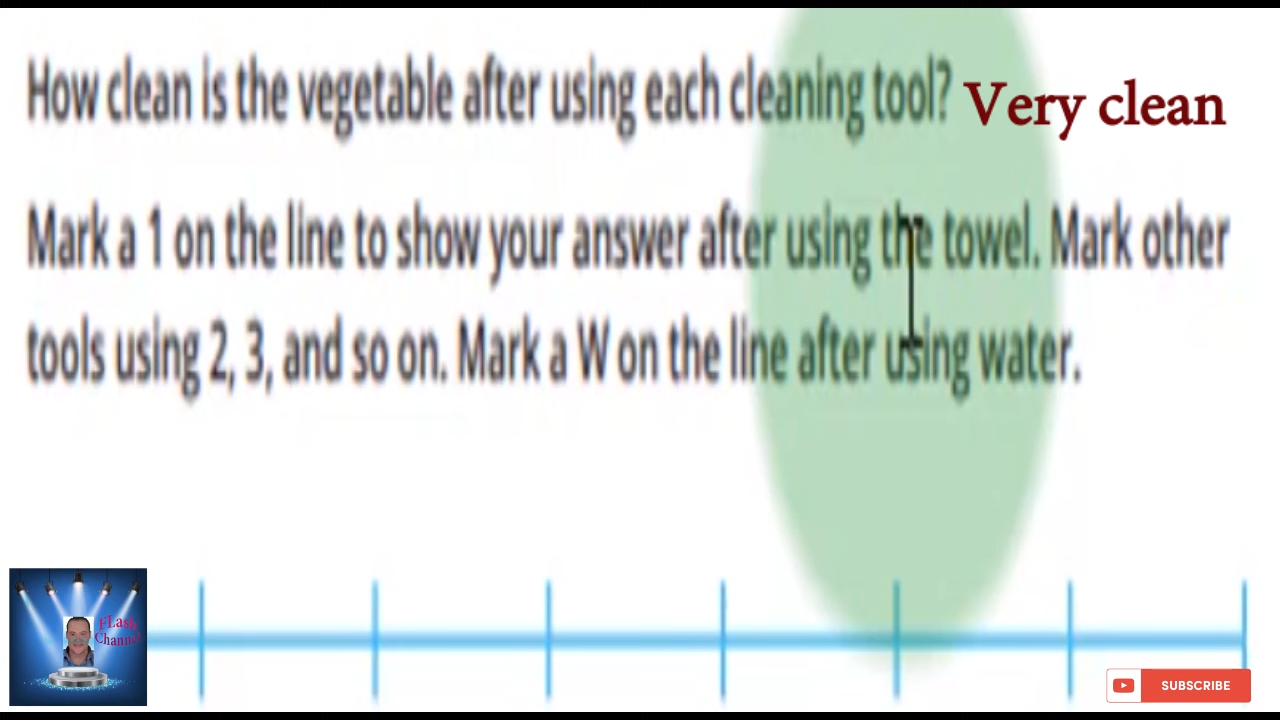 How clean is the vegetable after using each cleaning tool? Very clean
Mark a 1 on the line to show your answer after using the towel. Mark other
tools using 2, 3, and so on. Mark a W on the line after using water.
FLash
Channel
SUBSCRIBE